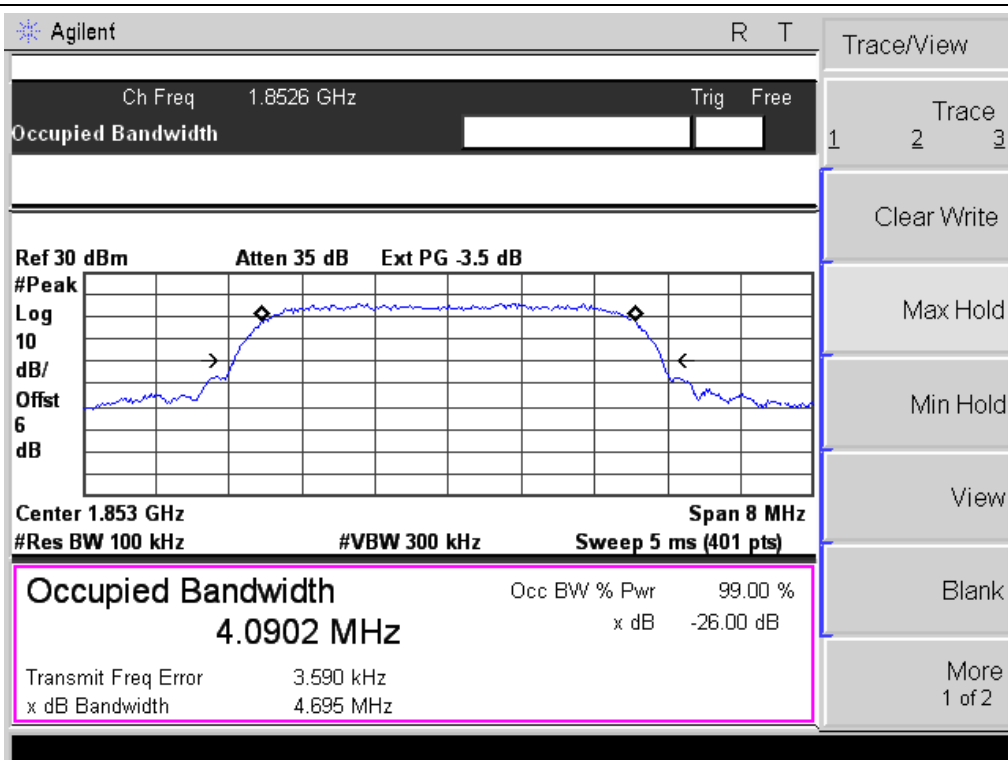 Agilent R T
Ch Freq 1.8526 GHz Trig Free
Occupied Bandwidth
Ref 30 dBm Atten 35 dB Ext PG -3.5 dB
#Peak
Log
10
dB/
Offst
6
dB
Center 1.853 GHz Span 8 MHz
#Res BW 100 kHz #VBW 300 kHz Sweep 5 ms (401 pts)
Occupied Bandwidth
4.0902 MHz
Occ BW % Pwr 99.00 %
x dB -26.00 dB
Transmit Freq Error 3.590 kHz
x dB Bandwidth 4.695 MHz
Trace/View
Trace
1 2 3
Clear Write
Max Hold
Min Hold
View
Blank
More
1 of 2